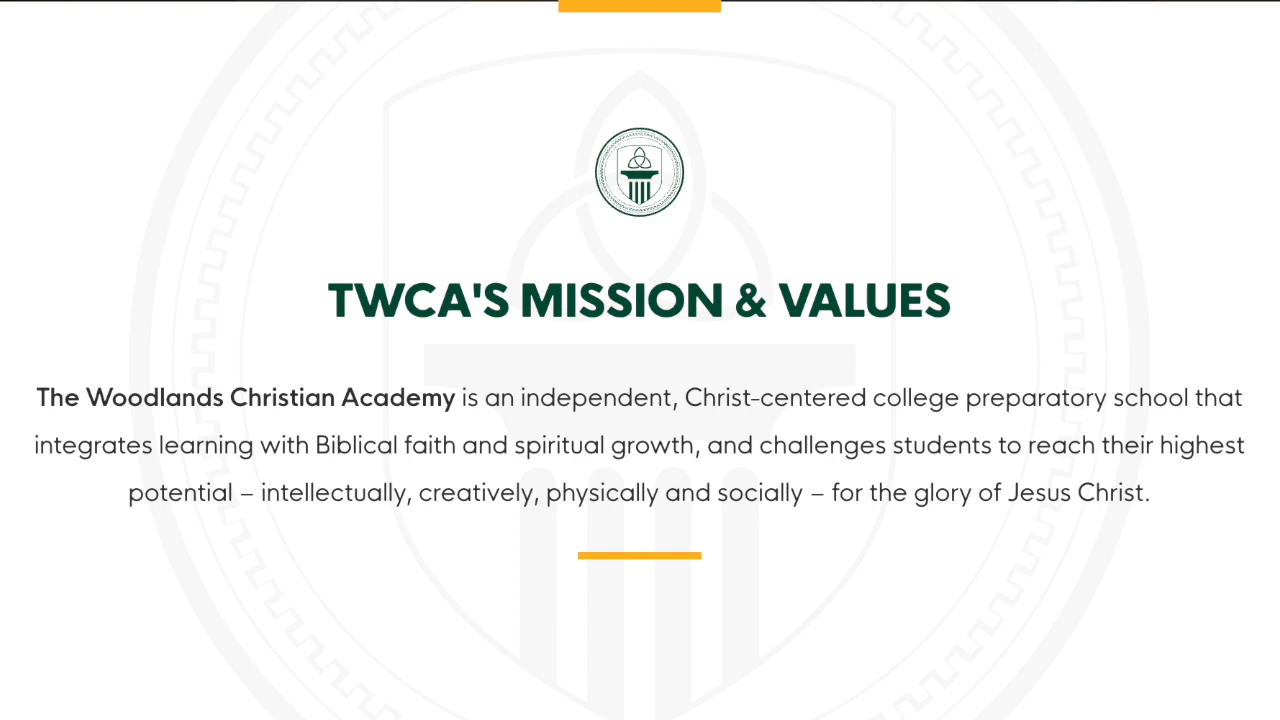 TWCA'S MISSION & VALUES
The Woodlands Christian Academy is an independent, Christ-centered college preparatory school that
integrates learning with Biblical faith and spiritual growth, and challenges students to reach their highest
potential – intellectually, creatively, physically and socially – for the glory of Jesus Christ.